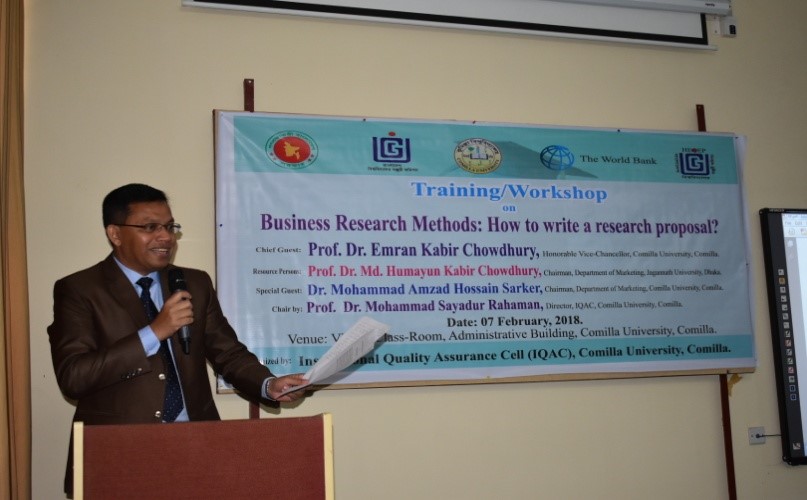 The World Bank
Training/Workshop
on
Business Research Methods: How to write a research proposal?
Chief Guest: Prof. Dr. Emran Kabir Chowdhury, Honorable Vice-Chancellor, Comilla University, Comilla.
Resource Person: Prof. Dr. Md. Humayun Kabir Chowdhury, Chairman, Department of Marketing, Jagannath University, Dhaka.
Special Guest: Dr. Mohammad Amzad Hossain Sarker, Chairman, Department of Marketing, Comilla University, Comilla.
Chair by: Prof. Dr. Mohammad Sayadur Rahaman, Director, IQAC, Comilla University, Comilla.
Date: 07 February, 2018.
Venue: Class-Room, Administrative Building, Comilla University, Comilla.
by: Quality Assurance Cell (IQAC), Comilla University, Comilla.